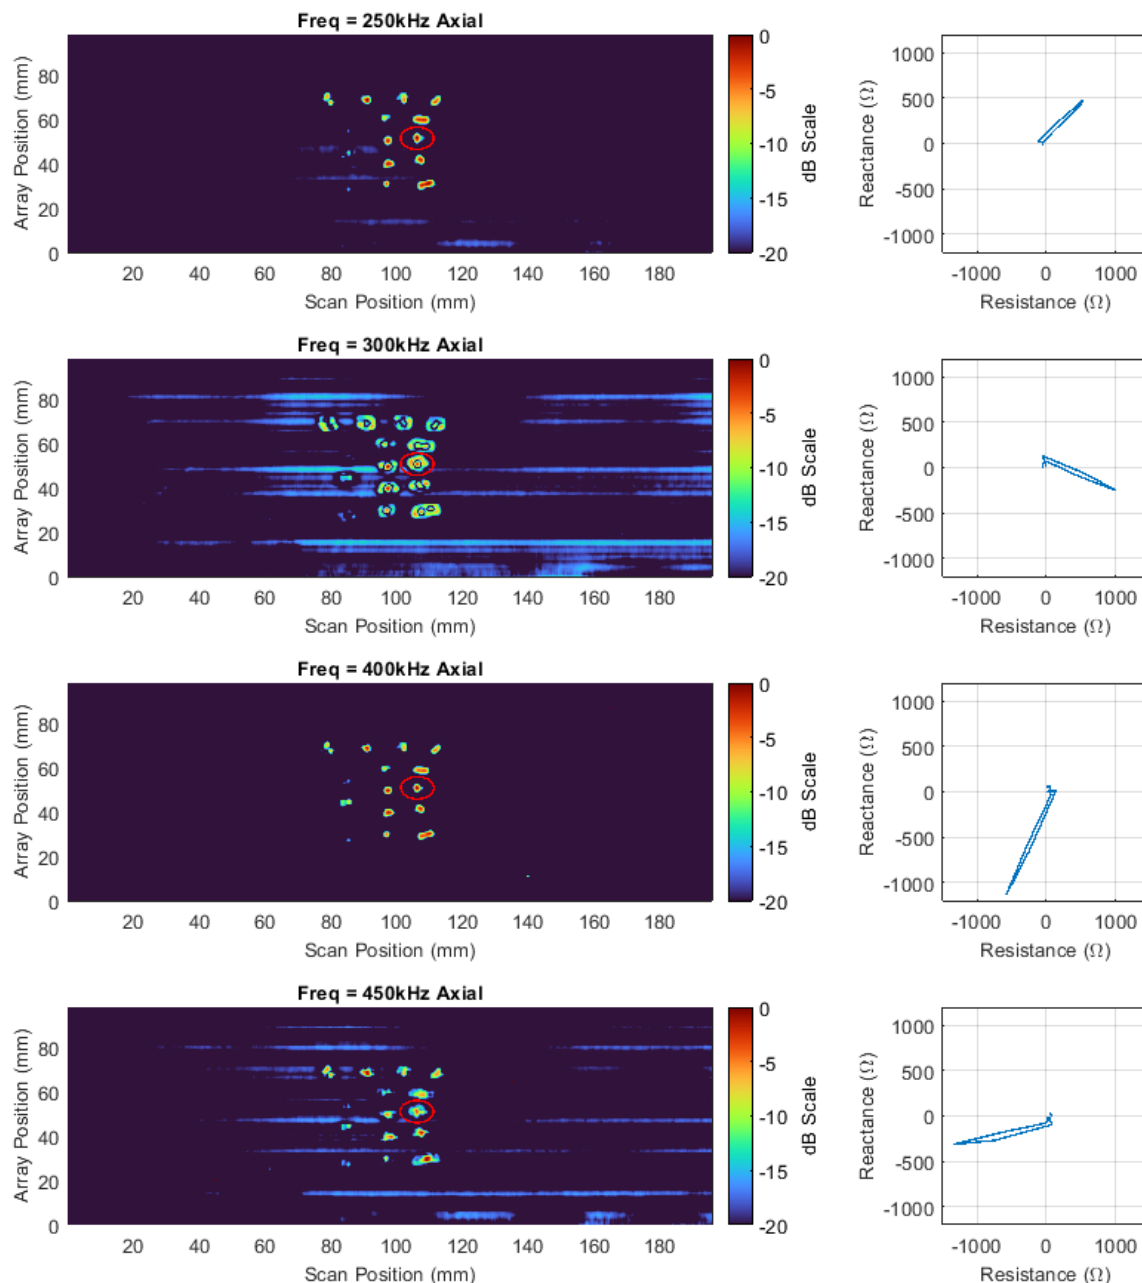 Freq = 250kHz Axial
Array Position (mm)
80
60
40
20
0
20 40 60 80 100 120 140 160 180
Scan Position (mm)
0
-5
-10
-15
-20
dB Scale
Reactance (Ω)
1000
500
0
-500
-1000
-1000 0 1000
Resistance (Ω)
Freq = 300kHz Axial
Array Position (mm)
80
60
40
20
0
20 40 60 80 100 120 140 160 180
Scan Position (mm)
0
-5
-10
-15
-20
dB Scale
Reactance (Ω)
1000
500
0
-500
-1000
-1000 0 1000
Resistance (Ω)
Freq = 400kHz Axial
Array Position (mm)
80
60
40
20
0
20 40 60 80 100 120 140 160 180
Scan Position (mm)
0
-5
-10
-15
-20
dB Scale
Reactance (Ω)
1000
500
0
-500
-1000
-1000 0 1000
Resistance (Ω)
Freq = 450kHz Axial
Array Position (mm)
80
60
40
20
0
20 40 60 80 100 120 140 160 180
Scan Position (mm)
0
-5
-10
-15
-20
dB Scale
Reactance (Ω)
1000
500
0
-500
-1000
-1000 0 1000
Resistance (Ω)